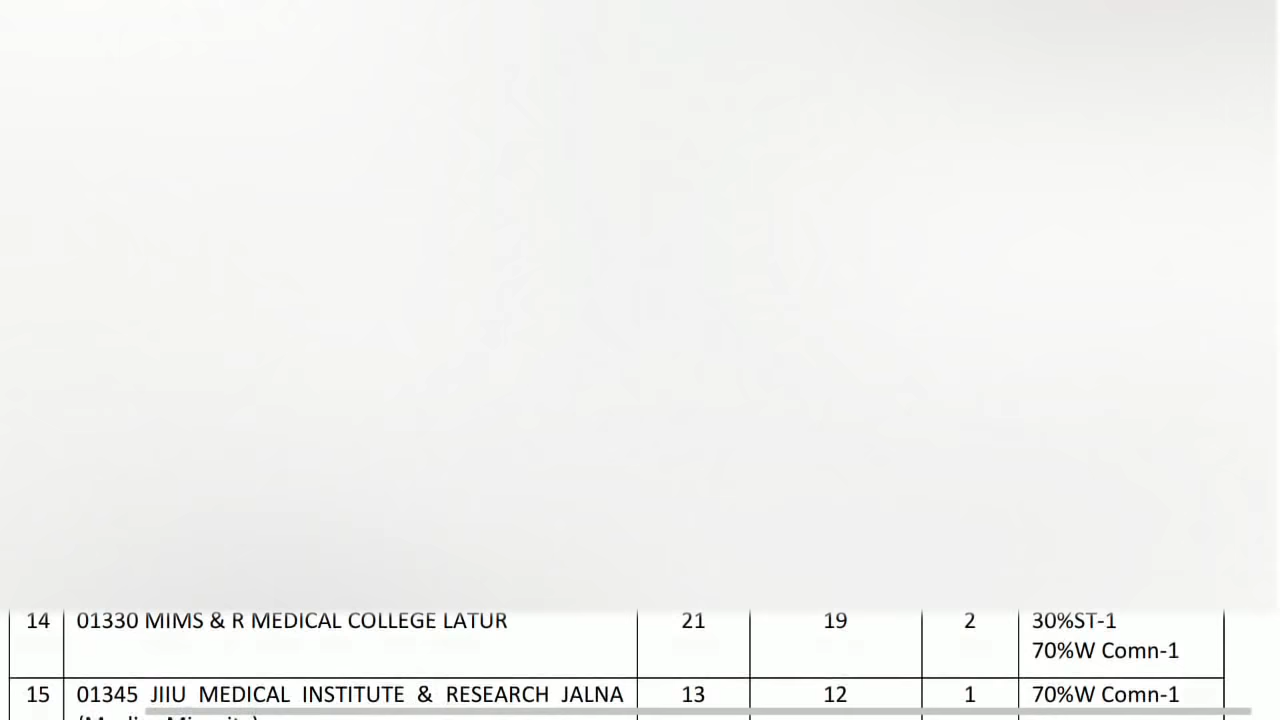 14 01330 MIMS & R MEDICAL COLLEGE LATUR 21 19 2 30%ST-1
70%W Comn-1
15 01345 JIIU MEDICAL INSTITUTE & RESEARCH JALNA 13 12 1 70%W Comn-1